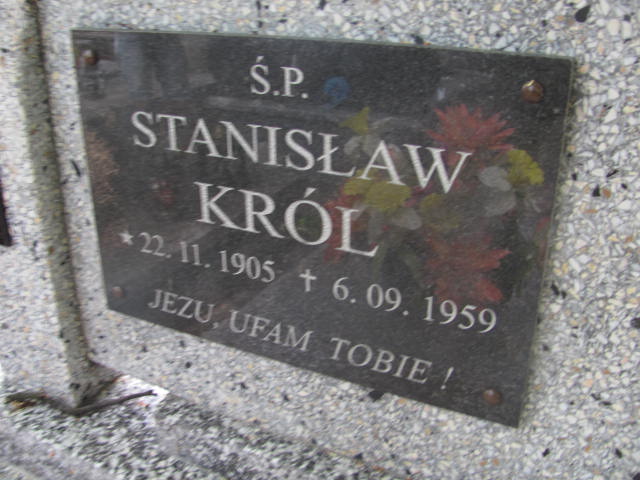 Ś.P.
STANISŁAW
KRÓL
* 22. 11. 1905 ✝ 6. 09. 1959
JEZU, UFAM TOBIE !